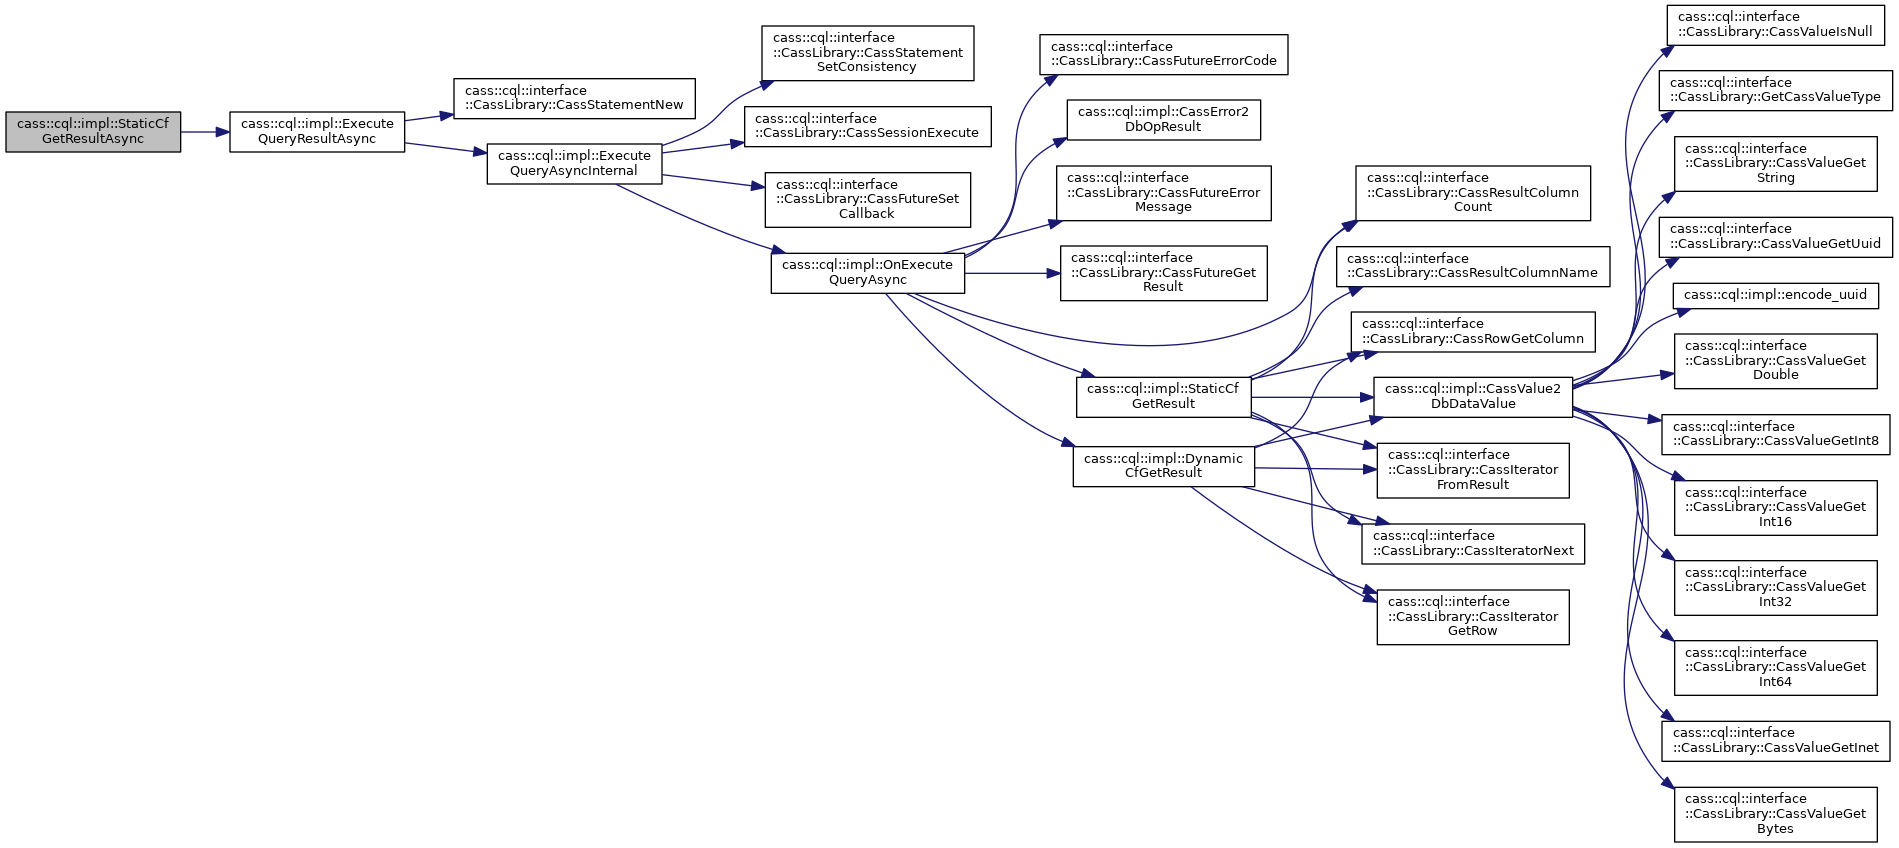 cass::cql::impl::StaticCf
GetResultAsync
cass::cql::impl::Execute
QueryResultAsync
cass::cql::interface
::CassLibrary::CassStatementNew
cass::cql::impl::Execute
QueryAsyncInternal
cass::cql::interface
::CassLibrary::CassStatement
SetConsistency
cass::cql::interface
::CassLibrary::CassSessionExecute
cass::cql::interface
::CassLibrary::CassFutureSet
Callback
cass::cql::impl::OnExecute
QueryAsync
cass::cql::interface
::CassLibrary::CassFutureErrorCode
cass::cql::impl::CassError2
DbOpResult
cass::cql::interface
::CassLibrary::CassFutureError
Message
cass::cql::interface
::CassLibrary::CassFutureGet
Result
cass::cql::impl::StaticCf
GetResult
cass::cql::impl::Dynamic
CfGetResult
cass::cql::interface
::CassLibrary::CassResultColumn
Count
cass::cql::interface
::CassLibrary::CassResultColumnName
cass::cql::interface
::CassLibrary::CassRowGetColumn
cass::cql::impl::CassValue2
DbDataValue
cass::cql::interface
::CassLibrary::CassIterator
FromResult
cass::cql::interface
::CassLibrary::CassIteratorNext
cass::cql::interface
::CassLibrary::CassIterator
GetRow
cass::cql::interface
::CassLibrary::CassValueIsNull
cass::cql::interface
::CassLibrary::GetCassValueType
cass::cql::interface
::CassLibrary::CassValueGet
String
cass::cql::interface
::CassLibrary::CassValueGetUuid
cass::cql::impl::encode_uuid
cass::cql::interface
::CassLibrary::CassValueGet
Double
cass::cql::interface
::CassLibrary::CassValueGetInt8
cass::cql::interface
::CassLibrary::CassValueGet
Int16
cass::cql::interface
::CassLibrary::CassValueGet
Int32
cass::cql::interface
::CassLibrary::CassValueGet
Int64
cass::cql::interface
::CassLibrary::CassValueGetInet
cass::cql::interface
::CassLibrary::CassValueGet
Bytes